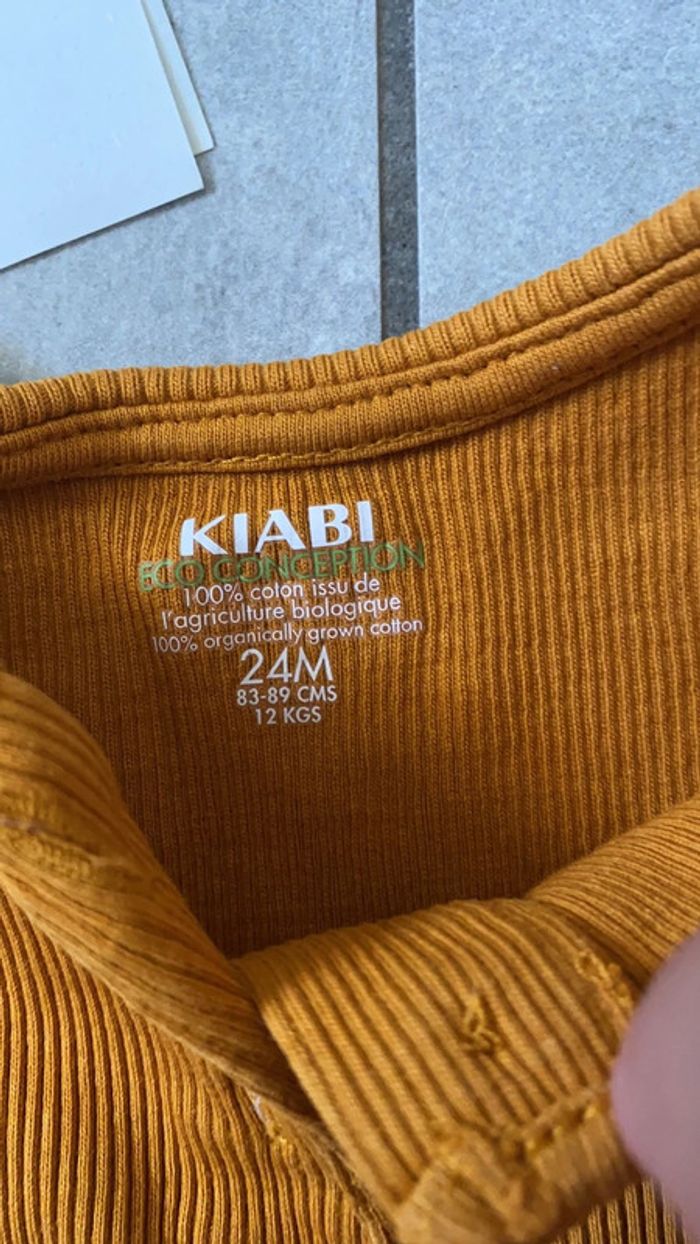 KIABI
ECO CONCEPTION
100% coton issu de
l'agriculture biologique
100% organically grown cotton
24M
83-89 CMS
12 KGS